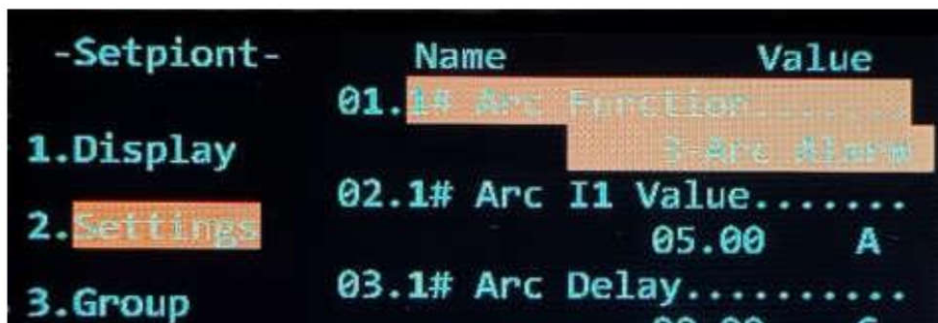 -Setpiont-
Name Value
01.1# Arc Function.......
3-Arc Alarm
1.Display
02.1# Arc I1 Value.......
2.Settings
05.00 A
03.1# Arc Delay..........
3.Group